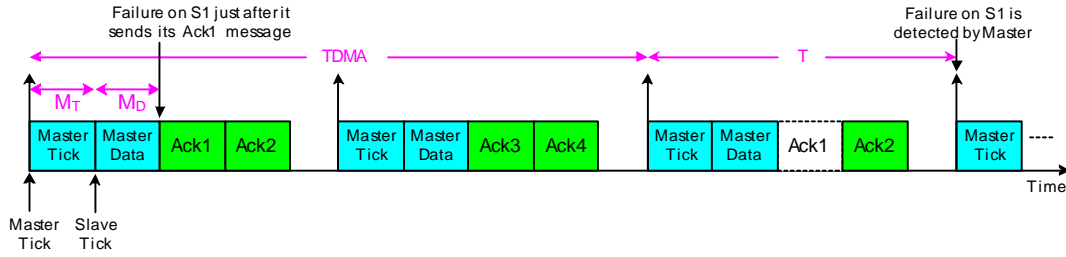 Failure on S1 just after it
sends its Ack1 message
Failure on S1 is
detected by Master
TDMA
T
MT
MD
Master
Tick
Master
Data
Ack1
Ack2
Master
Tick
Master
Data
Ack3
Ack4
Master
Tick
Master
Data
Ack1
Ack2
Master
Tick
Time
Master
Tick
Slave
Tick